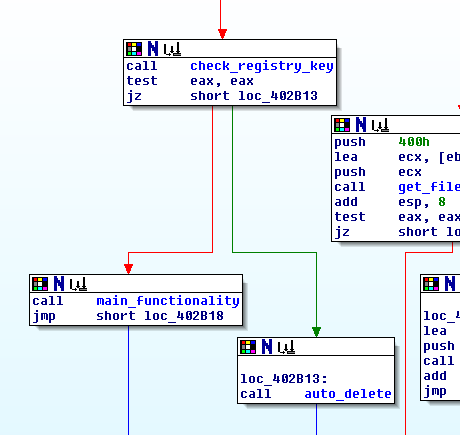 call check_registry_key
test eax, eax
jz short loc_402B13
push 400h
lea ecx, [eb
push ecx
call get_file
add esp, 8
test eax, eax
jz short lo
call main_functionality
jmp short loc_402B18
loc_4
lea
push
call
add
jmp
loc_402B13:
call auto_delete